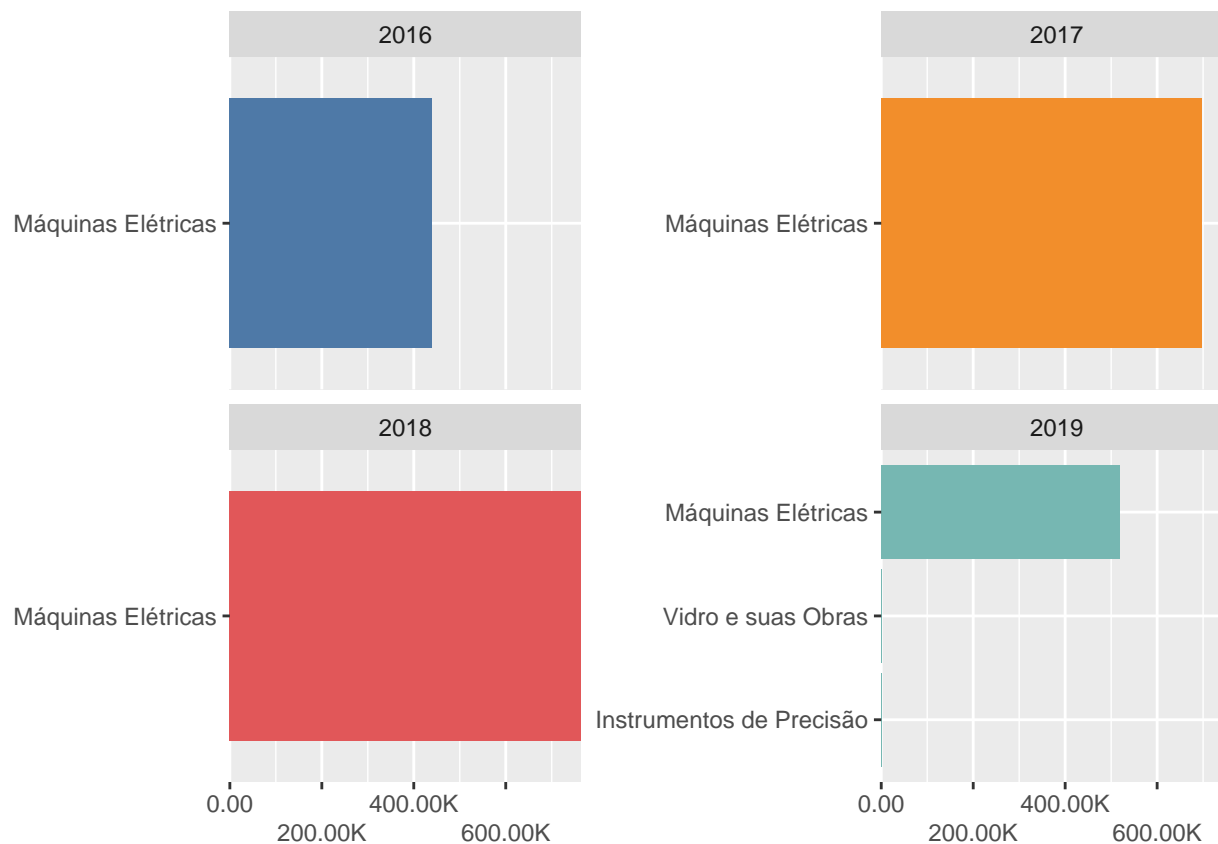 2016
2017
Máquinas Elétricas
Máquinas Elétricas
2018
2019
Máquinas Elétricas
Máquinas Elétricas
Vidro e suas Obras
Instrumentos de Precisão
0.00
200.00K
400.00K
600.00K
0.00
200.00K
400.00K
600.00K